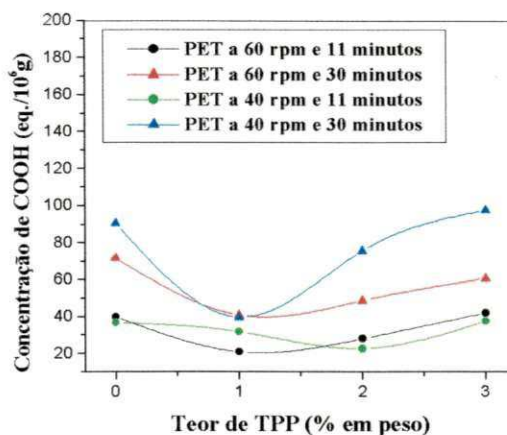 200
180
160
140
120
100
80
60
40
20
Concentração de COOH (eq./10⁶g)
PET a 60 rpm e 11 minutos
PET a 60 rpm e 30 minutos
PET a 40 rpm e 11 minutos
PET a 40 rpm e 30 minutos
0 1 2 3
Teor de TPP (% em peso)